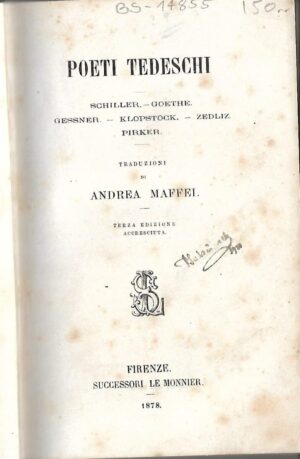 BS-14855
150.-
POETI TEDESCHI
SCHILLER. – GOETHE.
GESSNER. – KLOPSTOCK. – ZEDLIZ
PIRKER.
TRADUZIONI
DI
ANDREA MAFFEI.
TERZA EDIZIONE
ACCRESCIUTA.
FIRENZE.
SUCCESSORI LE MONNIER.
1878.